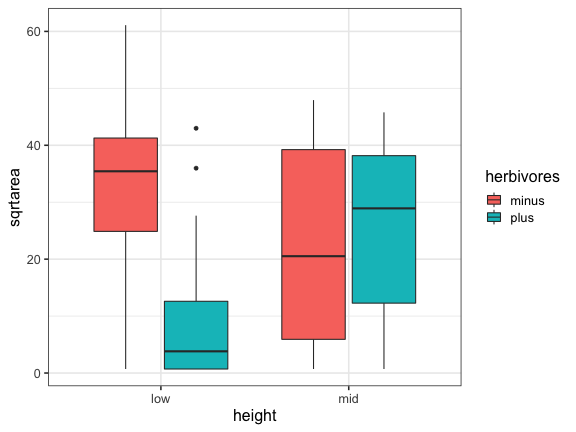 60
40
20
0
sqrtarea
low
mid
height
herbivores
minus
plus